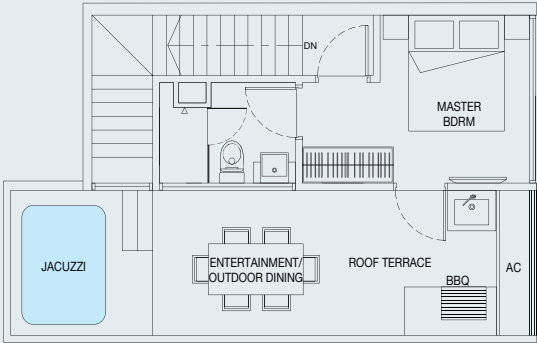 DN
MASTER
BDRM
JACUZZI
ENTERTAINMENT/
OUTDOOR DINING
ROOF TERRACE
BBQ
AC